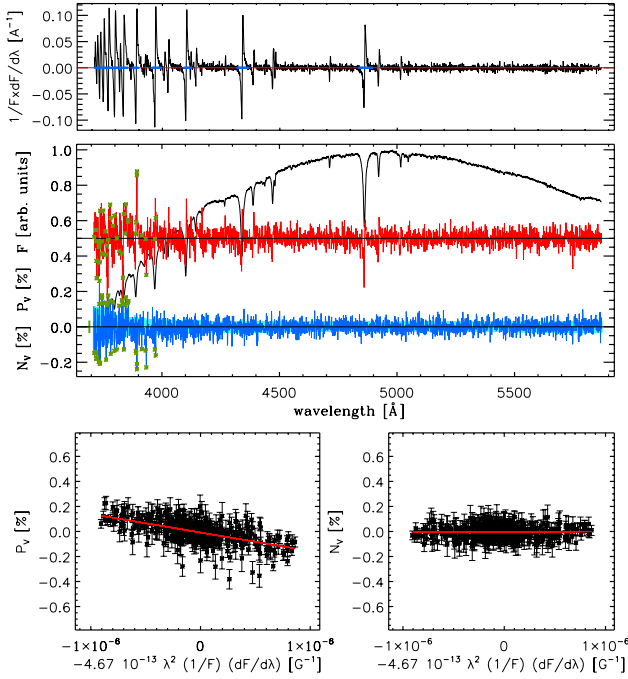 1/FxdF/dλ [A⁻¹]
0.10
0.05
0.00
−0.05
−0.10
N_V [%] P_V [%] F [arb. units]
1.0
0.8
0.6
0.4
0.2
0.0
−0.2
4000 4500 5000 5500
wavelength [Å]
P_V [%]
0.6
0.4
0.2
0.0
−0.2
−0.4
−0.6
−1×10⁻⁶ 0 1×10⁻⁶
−4.67 10⁻¹³ λ² (1/F) (dF/dλ) [G⁻¹]
N_V [%]
0.6
0.4
0.2
0.0
−0.2
−0.4
−0.6
−1×10⁻⁶ 0 1×10⁻⁶
−4.67 10⁻¹³ λ² (1/F) (dF/dλ) [G⁻¹]